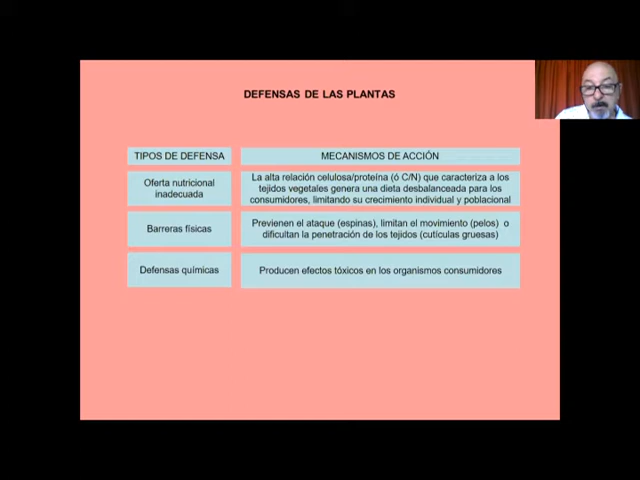 DEFENSAS DE LAS PLANTAS
TIPOS DE DEFENSA
MECANISMOS DE ACCIÓN
Oferta nutricional
inadecuada
La alta relación celulosa/proteína (ó C/N) que caracteriza a los
tejidos vegetales genera una dieta desbalanceada para los
consumidores, limitando su crecimiento individual y poblacional
Barreras físicas
Previenen el ataque (espinas), limitan el movimiento (pelos) o
dificultan la penetración de los tejidos (cutículas gruesas)
Defensas químicas
Producen efectos tóxicos en los organismos consumidores